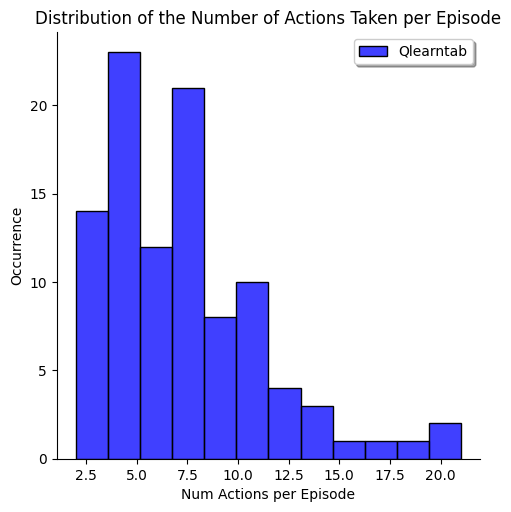 Distribution of the Number of Actions Taken per Episode
Qlearntab
Occurrence
20
15
10
5
0
2.5 5.0 7.5 10.0 12.5 15.0 17.5 20.0
Num Actions per Episode